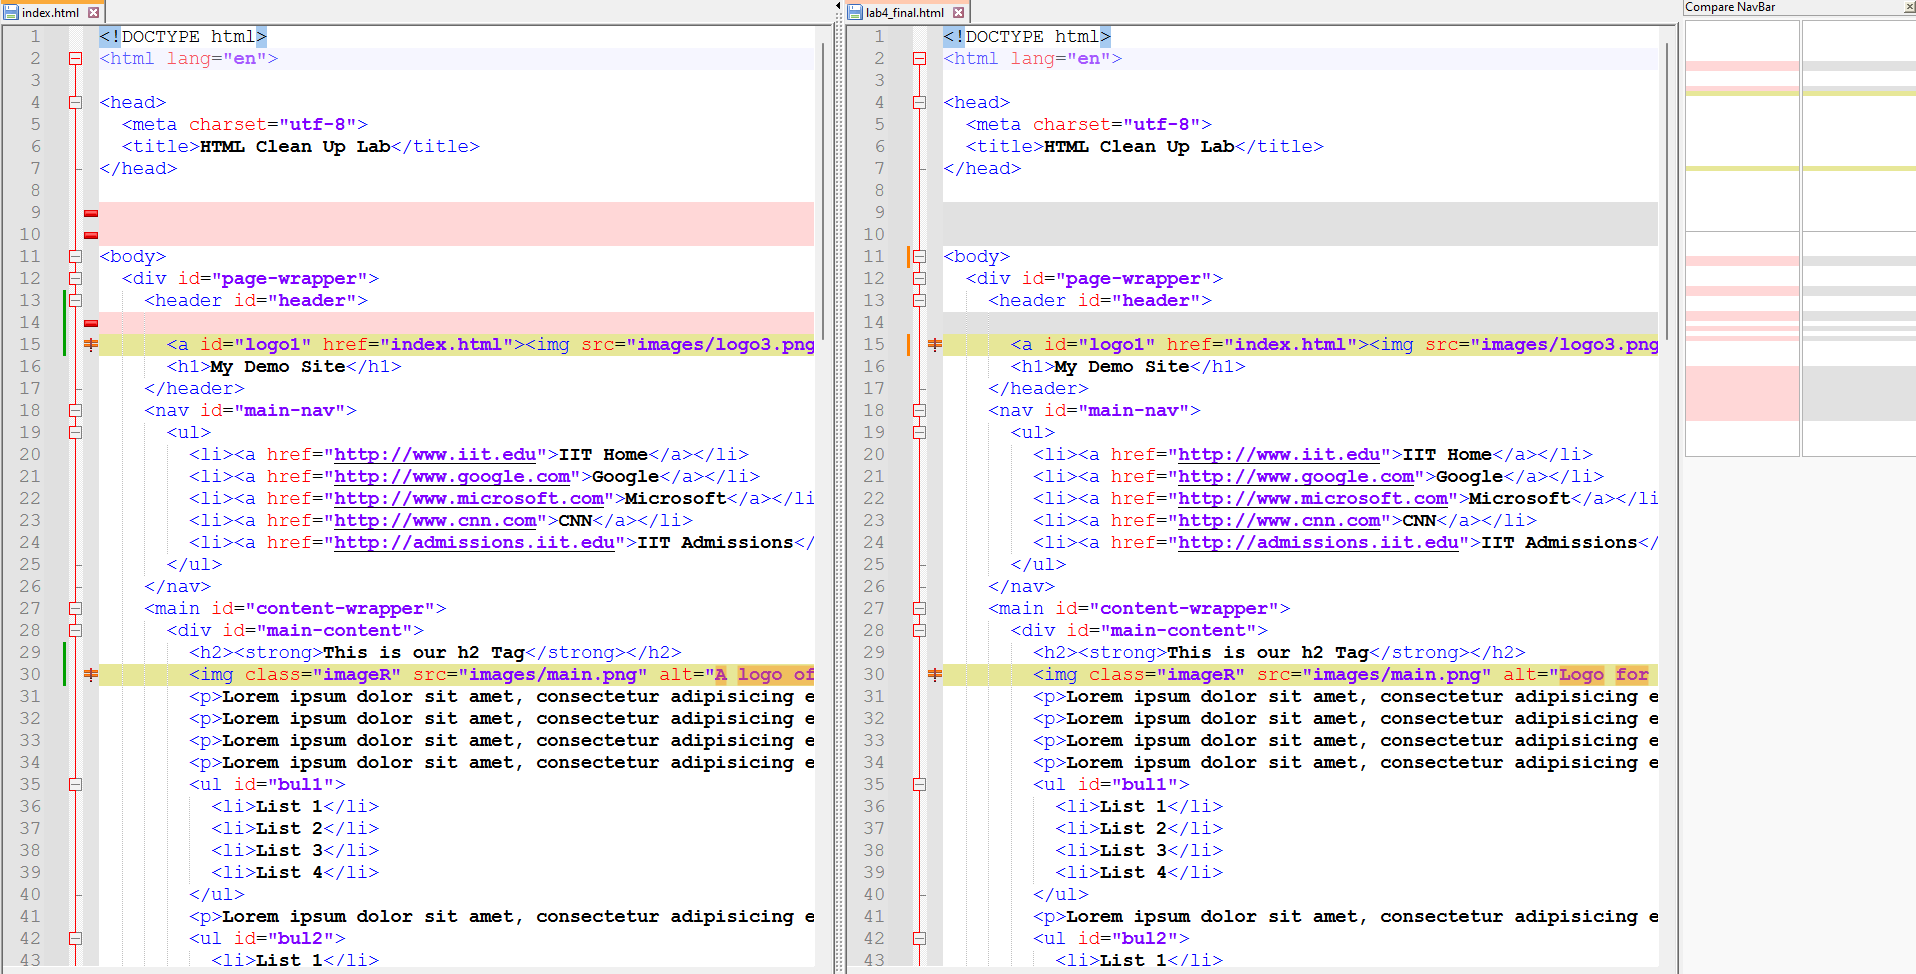 index.html
1 <!DOCTYPE html>
2 <html lang="en">
3
4 <head>
5 <meta charset="utf-8">
6 <title>HTML Clean Up Lab</title>
7 </head>
8
9
10
11 <body>
12 <div id="page-wrapper">
13 <header id="header">
14
15 <a id="logo1" href="index.html"><img src="images/logo3.png
16 <h1>My Demo Site</h1>
17 </header>
18 <nav id="main-nav">
19 <ul>
20 <li><a href="http://www.iit.edu">IIT Home</a></li>
21 <li><a href="http://www.google.com">Google</a></li>
22 <li><a href="http://www.microsoft.com">Microsoft</a></li
23 <li><a href="http://www.cnn.com">CNN</a></li>
24 <li><a href="http://admissions.iit.edu">IIT Admissions</
25 </ul>
26 </nav>
27 <main id="content-wrapper">
28 <div id="main-content">
29 <h2><strong>This is our h2 Tag</strong></h2>
30 <img class="imageR" src="images/main.png" alt="A logo of
31 <p>Lorem ipsum dolor sit amet, consectetur adipisicing e
32 <p>Lorem ipsum dolor sit amet, consectetur adipisicing e
33 <p>Lorem ipsum dolor sit amet, consectetur adipisicing e
34 <p>Lorem ipsum dolor sit amet, consectetur adipisicing e
35 <ul id="bul1">
36 <li>List 1</li>
37 <li>List 2</li>
38 <li>List 3</li>
39 <li>List 4</li>
40 </ul>
41 <p>Lorem ipsum dolor sit amet, consectetur adipisicing e
42 <ul id="bul2">
43 <li>List 1</li>
lab4_final.html
1 <!DOCTYPE html>
2 <html lang="en">
3
4 <head>
5 <meta charset="utf-8">
6 <title>HTML Clean Up Lab</title>
7 </head>
8
9
10
11 <body>
12 <div id="page-wrapper">
13 <header id="header">
14
15 <a id="logo1" href="index.html"><img src="images/logo3.png
16 <h1>My Demo Site</h1>
17 </header>
18 <nav id="main-nav">
19 <ul>
20 <li><a href="http://www.iit.edu">IIT Home</a></li>
21 <li><a href="http://www.google.com">Google</a></li>
22 <li><a href="http://www.microsoft.com">Microsoft</a></li
23 <li><a href="http://www.cnn.com">CNN</a></li>
24 <li><a href="http://admissions.iit.edu">IIT Admissions</
25 </ul>
26 </nav>
27 <main id="content-wrapper">
28 <div id="main-content">
29 <h2><strong>This is our h2 Tag</strong></h2>
30 <img class="imageR" src="images/main.png" alt="Logo for
31 <p>Lorem ipsum dolor sit amet, consectetur adipisicing e
32 <p>Lorem ipsum dolor sit amet, consectetur adipisicing e
33 <p>Lorem ipsum dolor sit amet, consectetur adipisicing e
34 <p>Lorem ipsum dolor sit amet, consectetur adipisicing e
35 <ul id="bul1">
36 <li>List 1</li>
37 <li>List 2</li>
38 <li>List 3</li>
39 <li>List 4</li>
40 </ul>
41 <p>Lorem ipsum dolor sit amet, consectetur adipisicing e
42 <ul id="bul2">
43 <li>List 1</li>
Compare NavBar